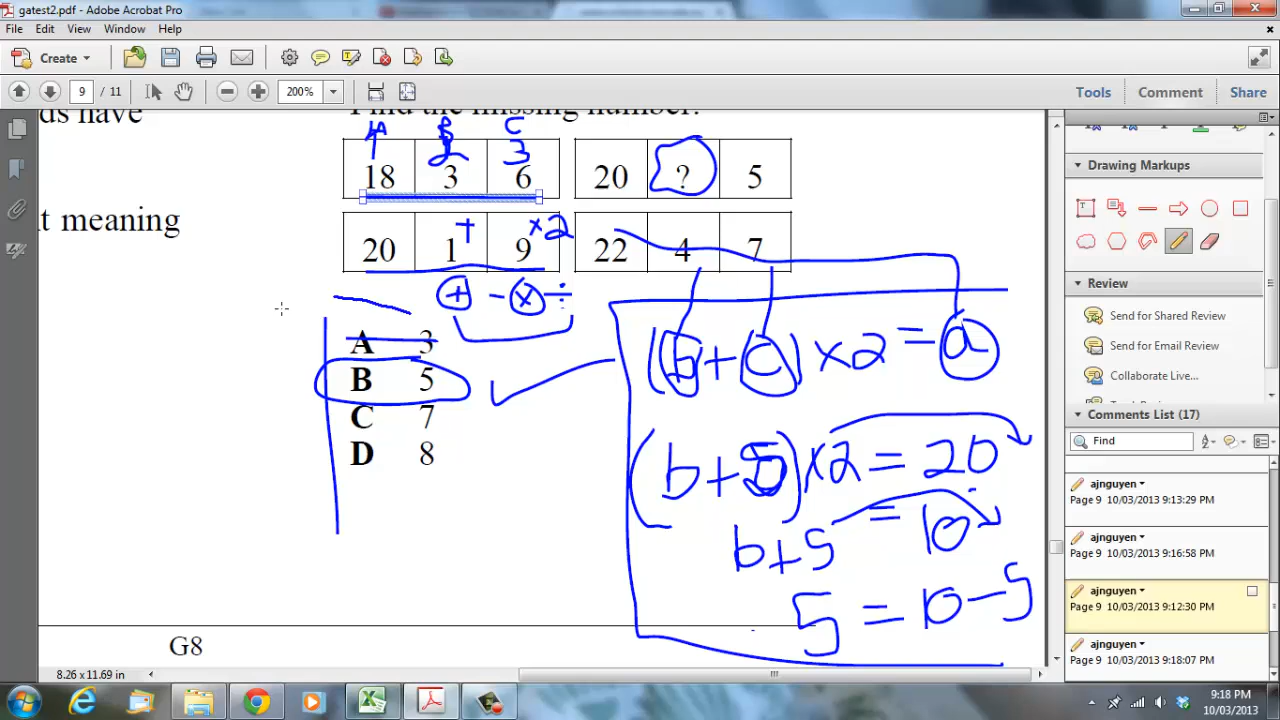 gatest2.pdf - Adobe Acrobat Pro
File Edit View Window Help
Create
9 / 11 200% Tools Comment Share
ds have
Find the missing number?
A B C
2 3
18 3 6 20 ? 5
t meaning
+ ×2
20 1 9 22 4 7
+ - × ÷
A 3
B 5
C 7
D 8
(b+c)×2=a
(b+5)×2=20
b+5=10
5=10-5
G8
8.26 x 11.69 in
Drawing Markups
T
Review
Send for Shared Review
Send for Email Review
Collaborate Live...
Comments List (17)
Find
ajnguyen
Page 9 10/03/2013 9:13:29 PM
ajnguyen
Page 9 10/03/2013 9:16:58 PM
ajnguyen
Page 9 10/03/2013 9:12:30 PM
ajnguyen
Page 9 10/03/2013 9:18:07 PM
9:18 PM
10/03/2013